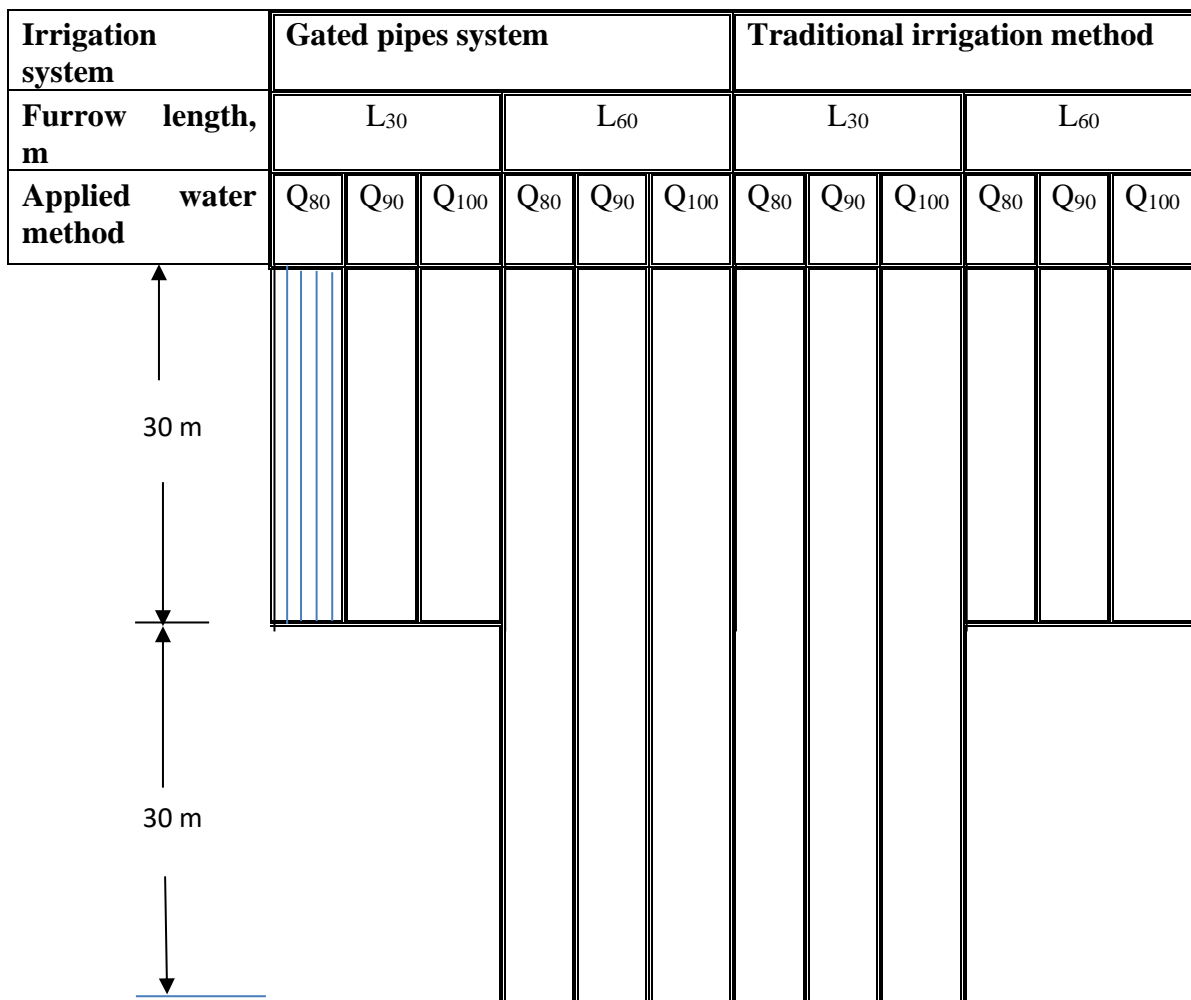 Irrigation Gated pipes system Traditional irrigation method
system
Furrow length, L30 L60 L30 L60
m
Applied water Q80 Q90 Q100 Q80 Q90 Q100 Q80 Q90 Q100 Q80 Q90 Q100
method
30 m
30 m